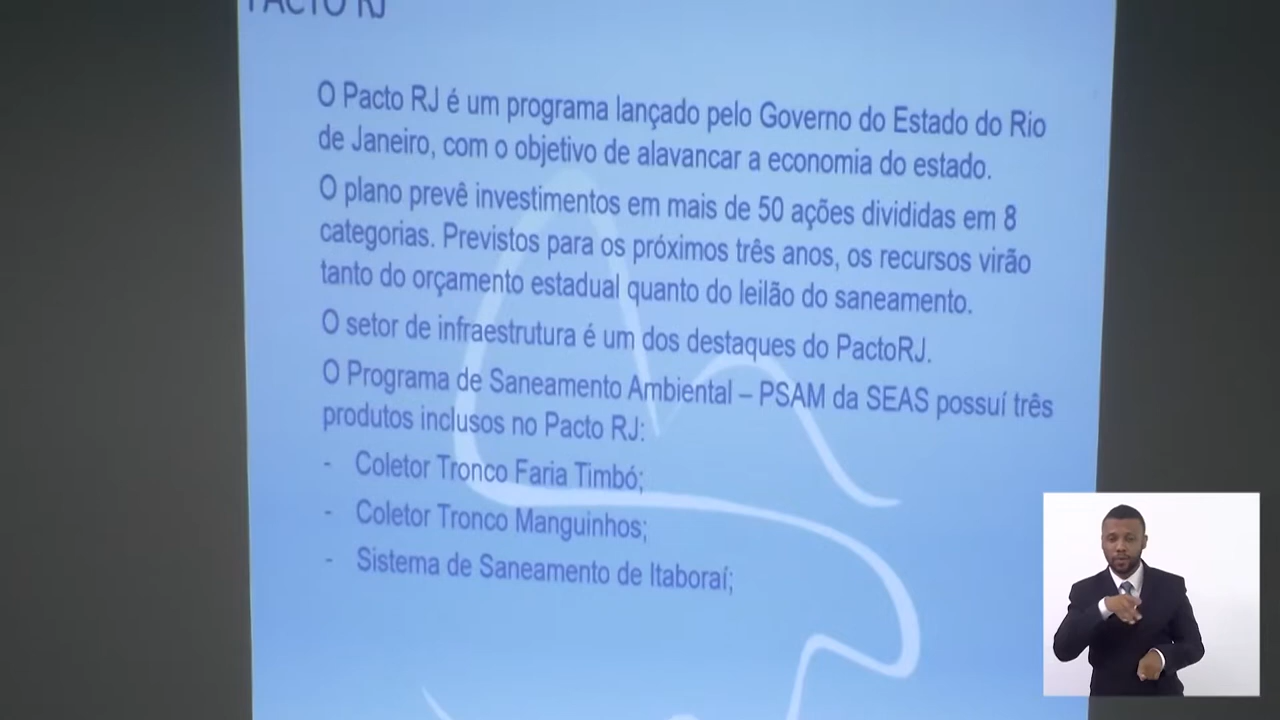 PACTO RJ
O Pacto RJ é um programa lançado pelo Governo do Estado do Rio
de Janeiro, com o objetivo de alavancar a economia do estado.
O plano prevê investimentos em mais de 50 ações divididas em 8
categorias. Previstos para os próximos três anos, os recursos virão
tanto do orçamento estadual quanto do leilão do saneamento.
O setor de infraestrutura é um dos destaques do PactoRJ.
O Programa de Saneamento Ambiental – PSAM da SEAS possuí três
produtos inclusos no Pacto RJ:
- Coletor Tronco Faria Timbó;
- Coletor Tronco Manguinhos;
- Sistema de Saneamento de Itaboraí;